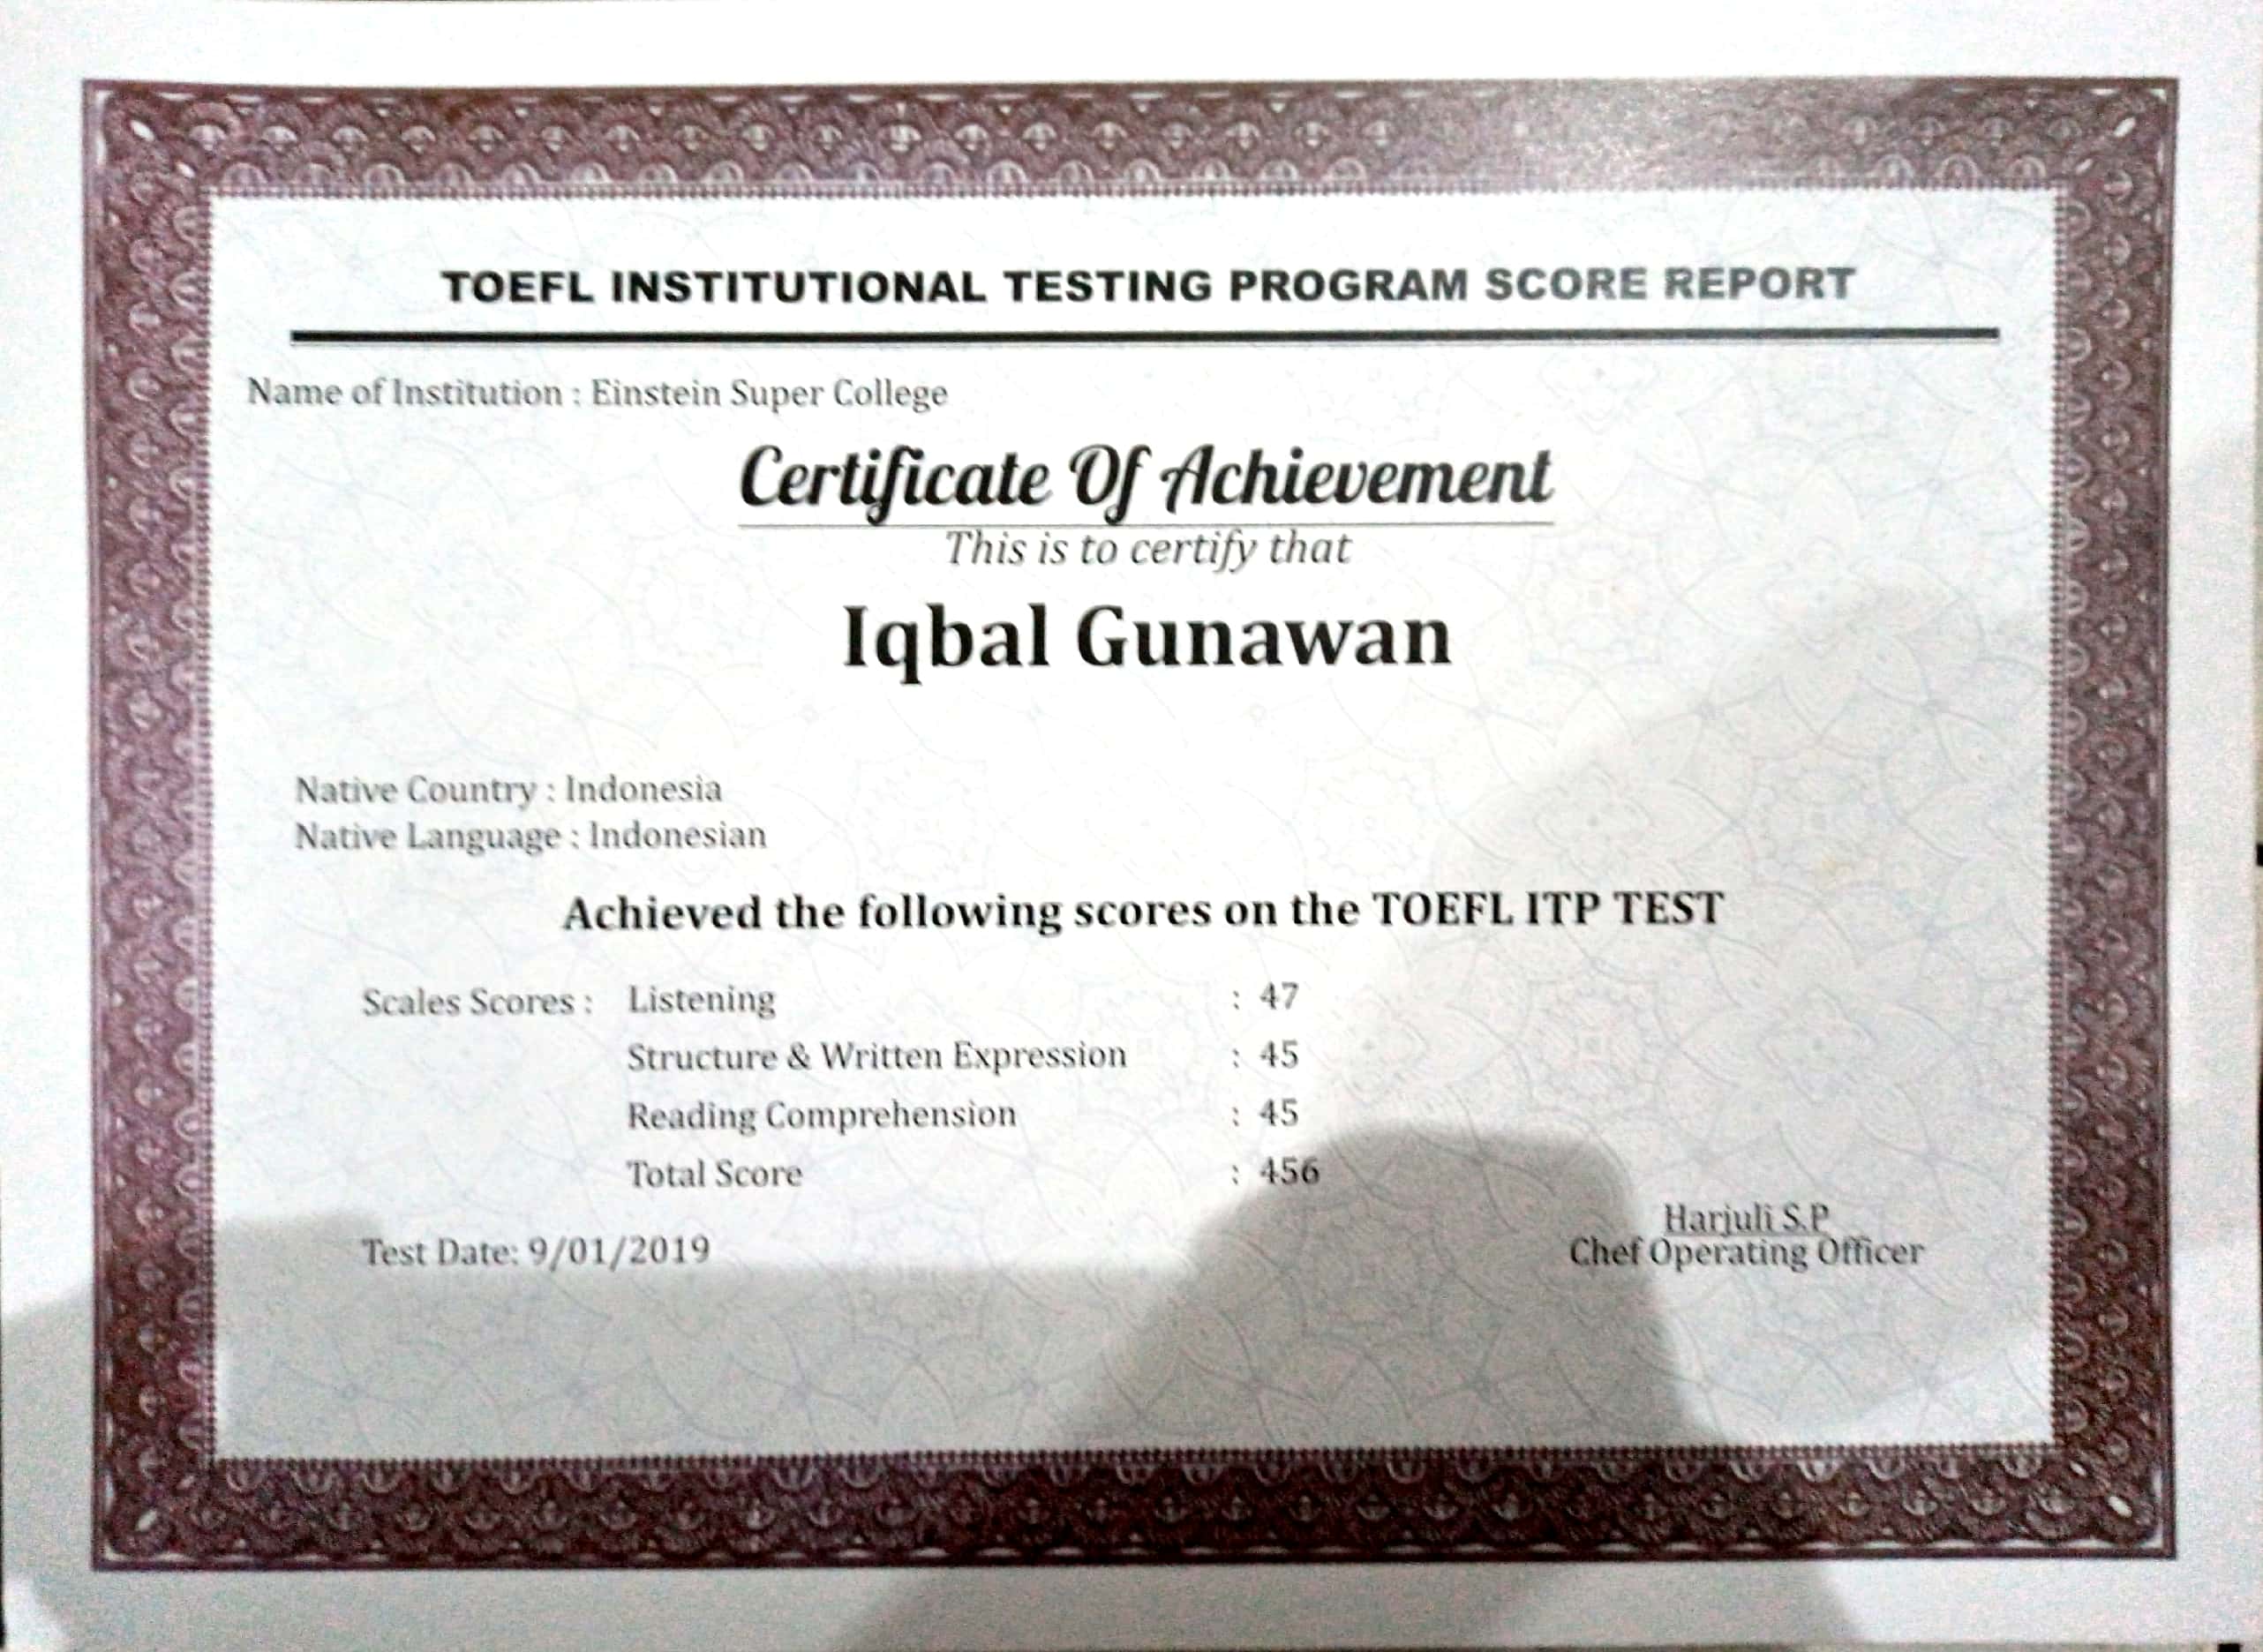 TOEFL INSTITUTIONAL TESTING PROGRAM SCORE REPORT
Name of Institution : Einstein Super College
Certificate Of Achievement
This is to certify that
Iqbal Gunawan
Native Country : Indonesia
Native Language : Indonesian
Achieved the following scores on the TOEFL ITP TEST
Scales Scores : Listening : 47
Structure & Written Expression : 45
Reading Comprehension : 45
Total Score : 456
Harjuli S.P
Test Date: 9/01/2019 Chef Operating Officer